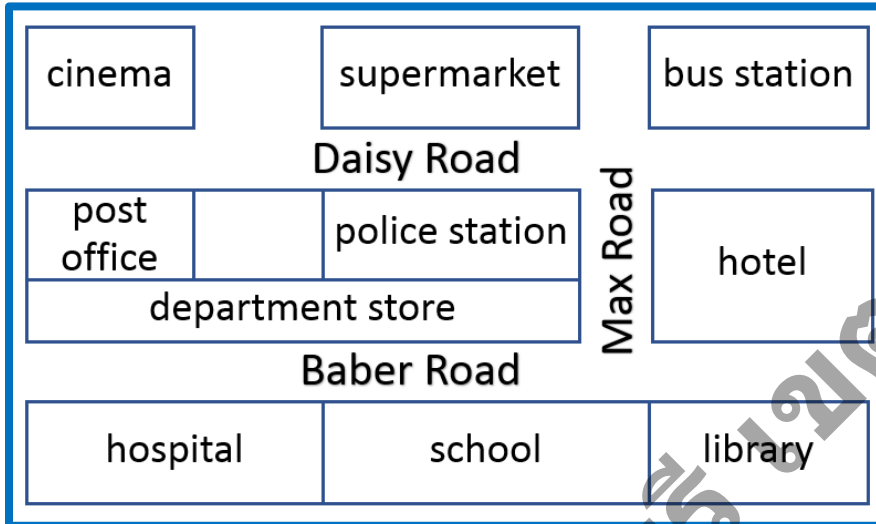 cinema
supermarket
bus station
Daisy Road
post
office
police station
Max Road
hotel
department store
Baber Road
hospital
school
library